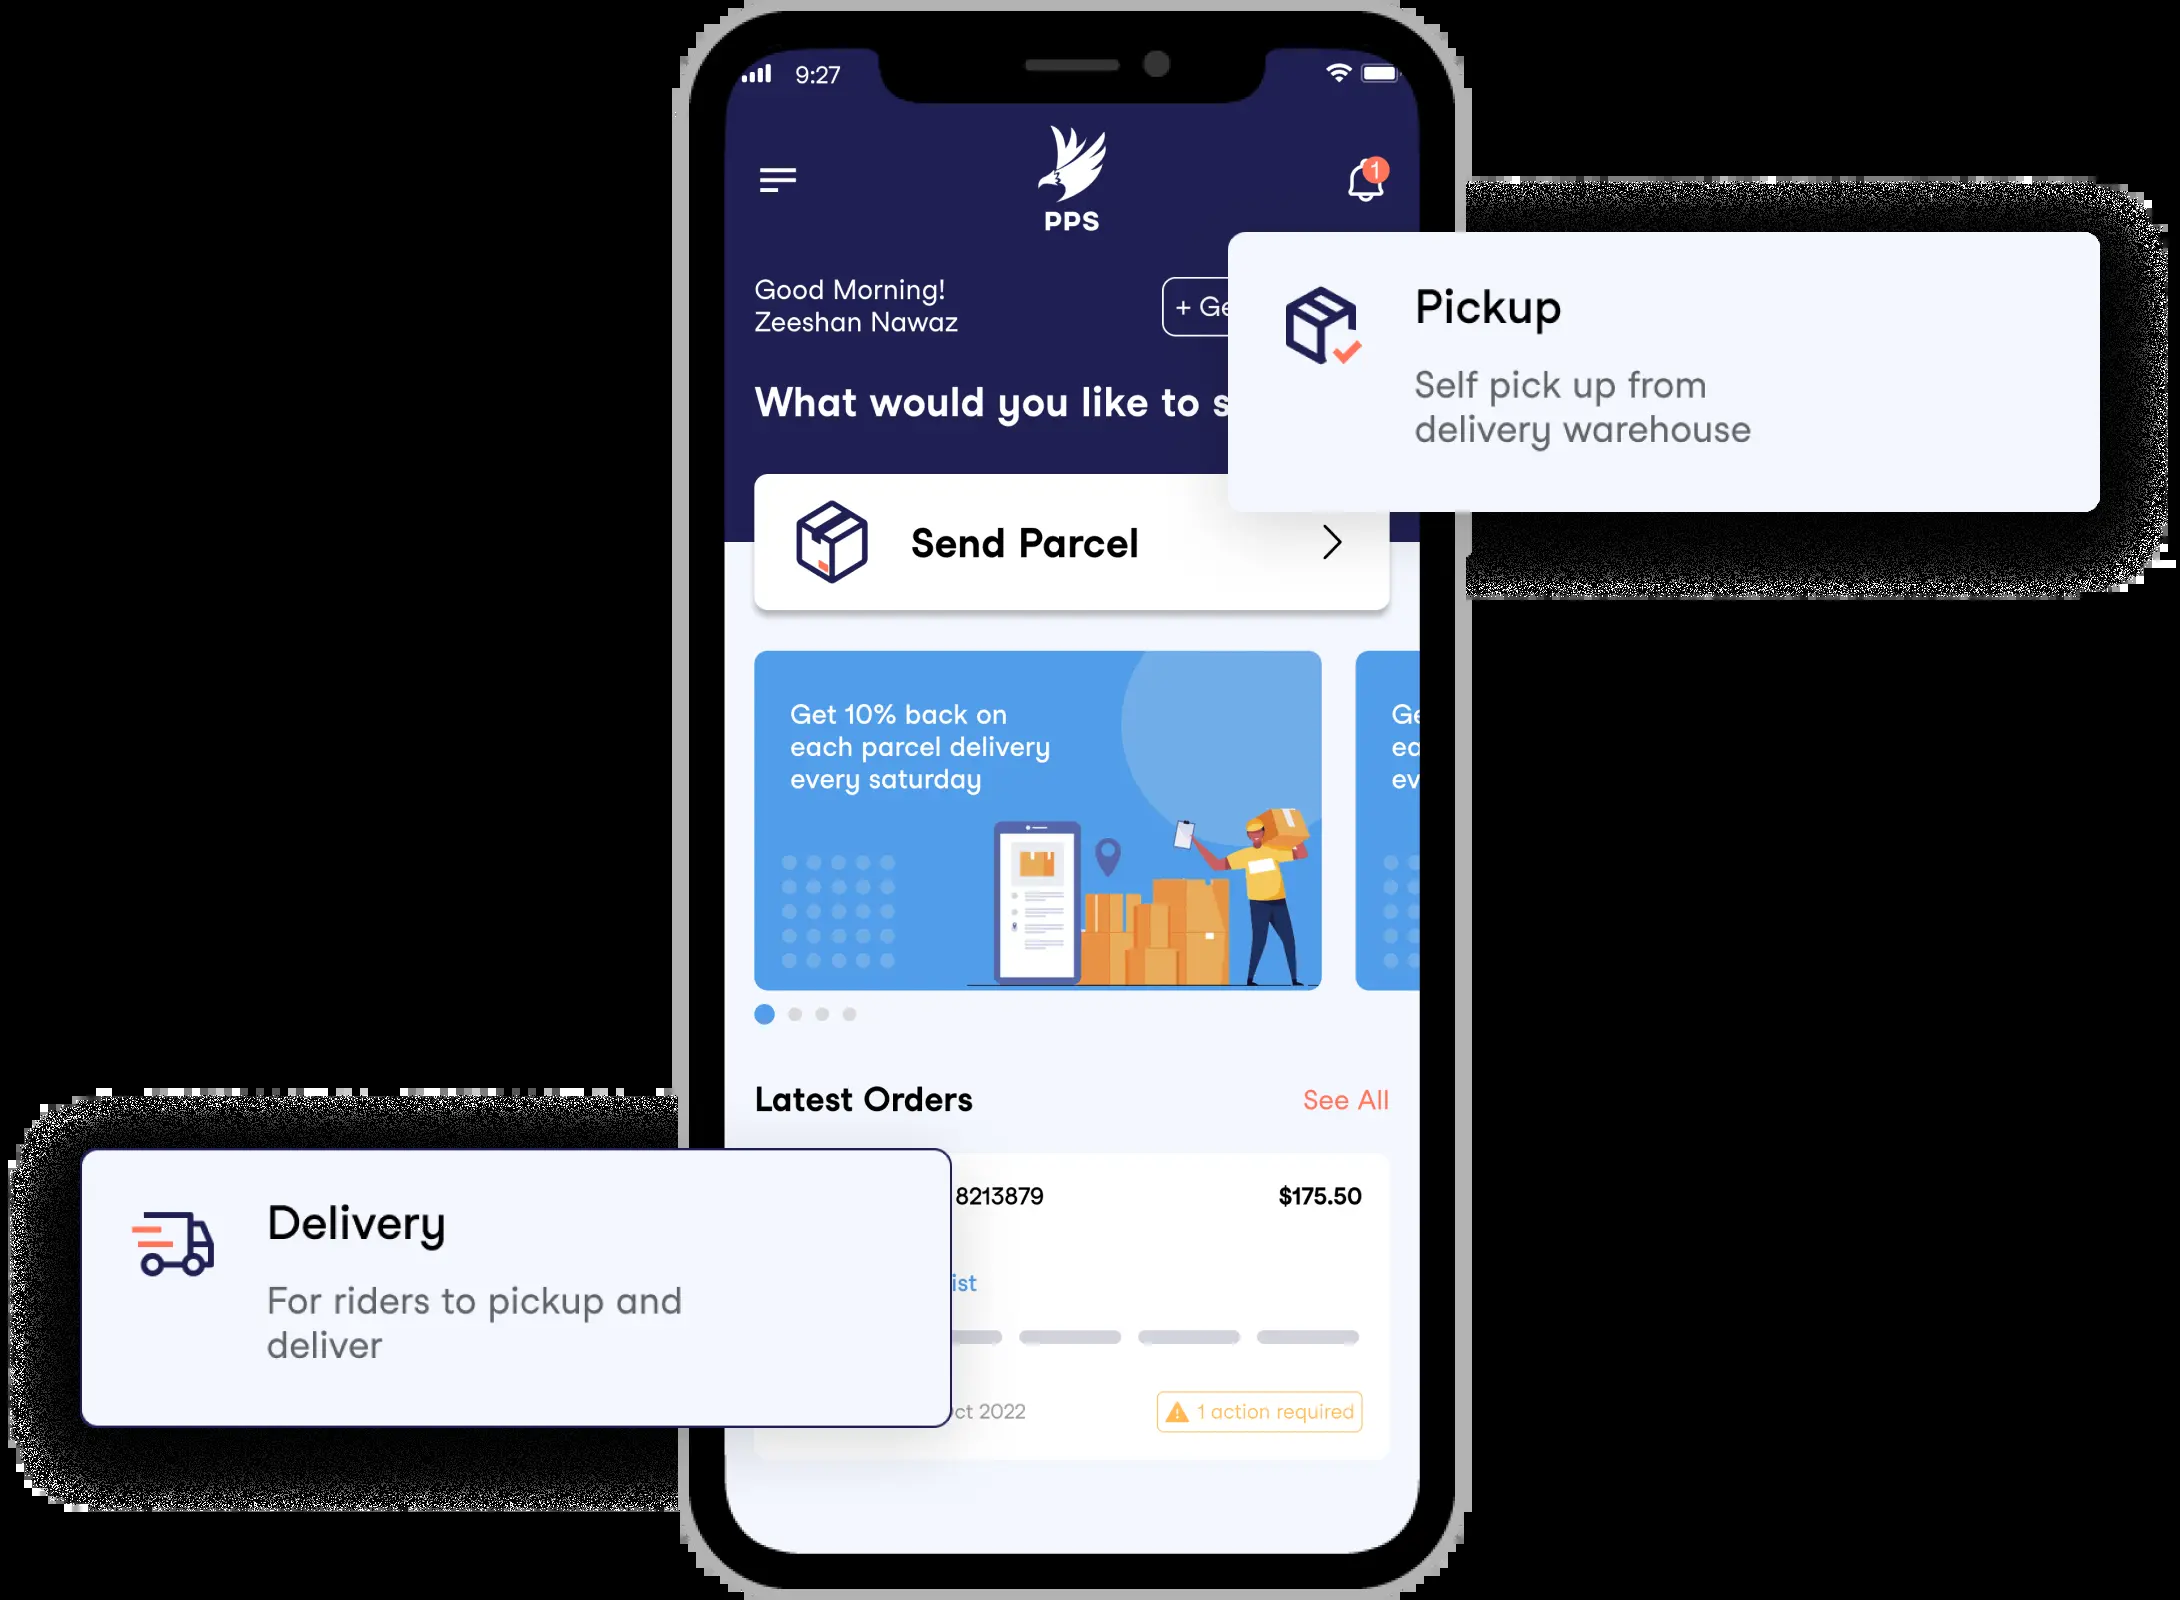 9:27
PPS
1
Good Morning!
Zeeshan Nawaz
+ Ge
What would you like to s
Pickup
Self pick up from
delivery warehouse
Send Parcel
Get 10% back on
each parcel delivery
every saturday
Ge
ea
ev
Latest Orders
See All
8213879
$175.50
ist
ct 2022
1 action required
Delivery
For riders to pickup and
deliver